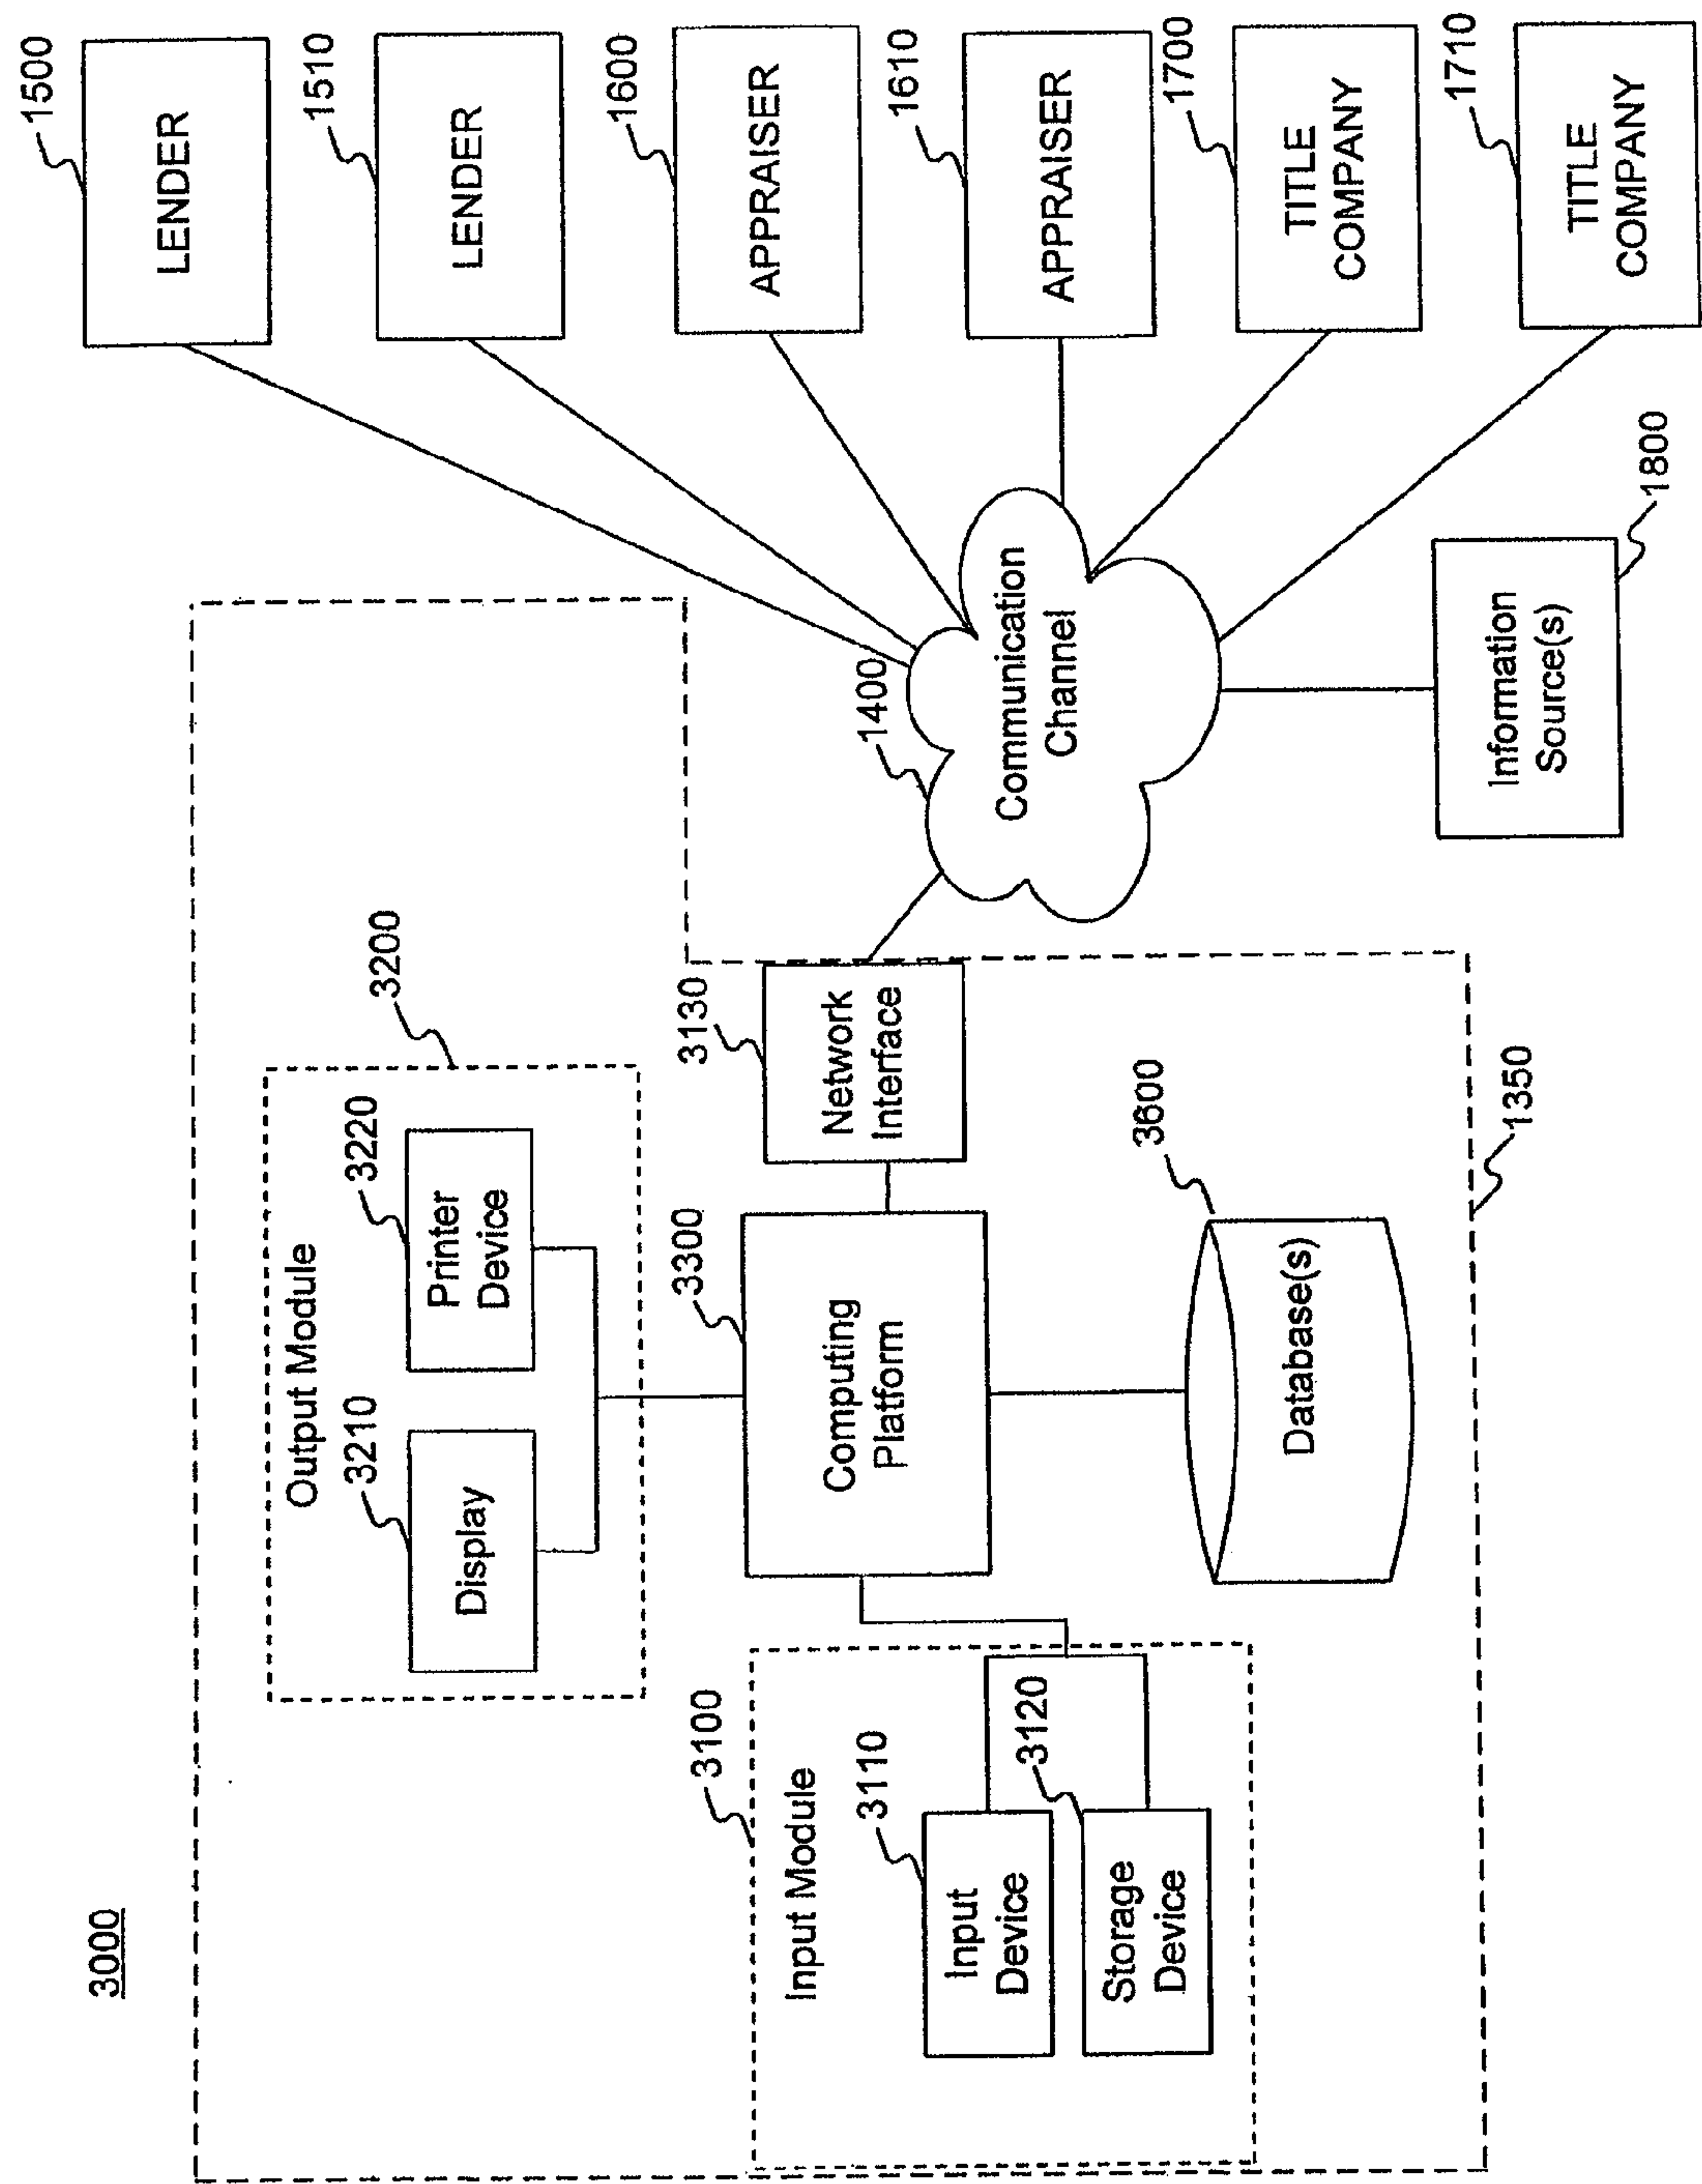 3000
Output Module
3200
3210
Display
3220
Printer
Device
3100
Input Module
3110
Input
Device
3120
Storage
Device
3300
Computing
Platform
3130
Network
Interface
3600
Database(s)
1350
1400
Communication
Channel
1500
LENDER
1510
LENDER
1600
APPRAISER
1610
APPRAISER
1700
TITLE
COMPANY
1710
TITLE
COMPANY
Information
Source(s)
1800